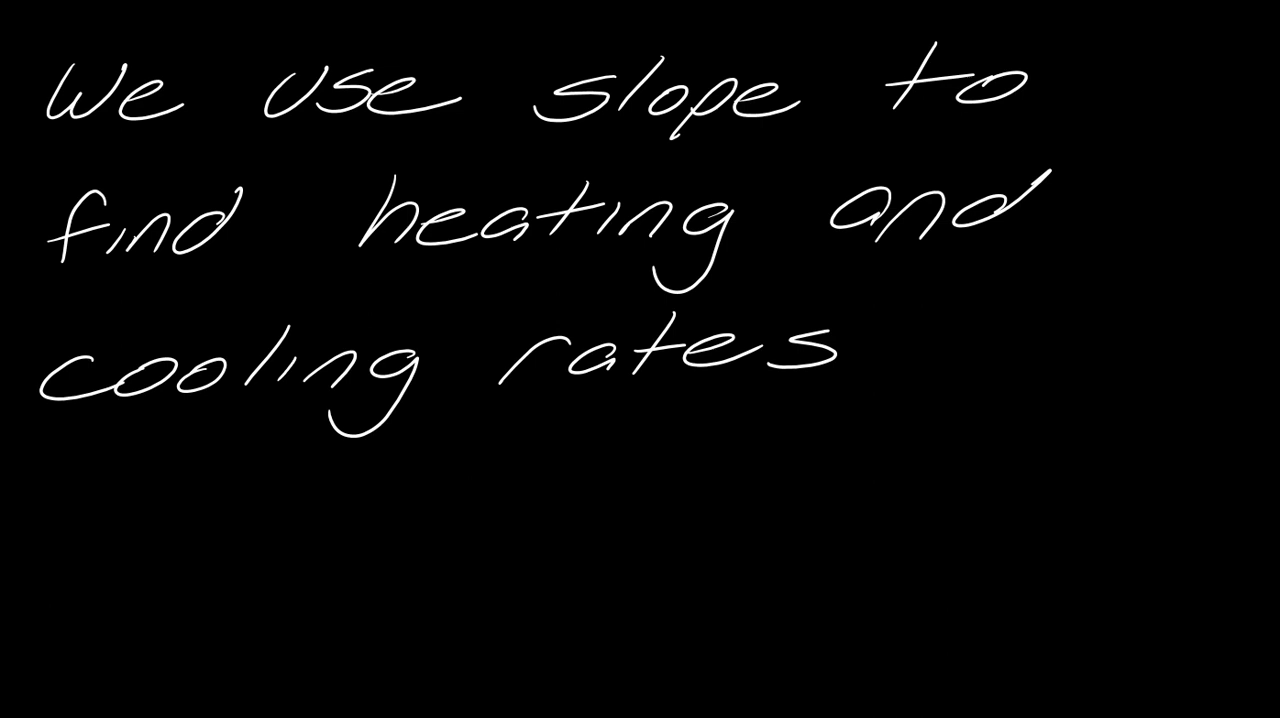 We use slope to
find heating and
cooling rates